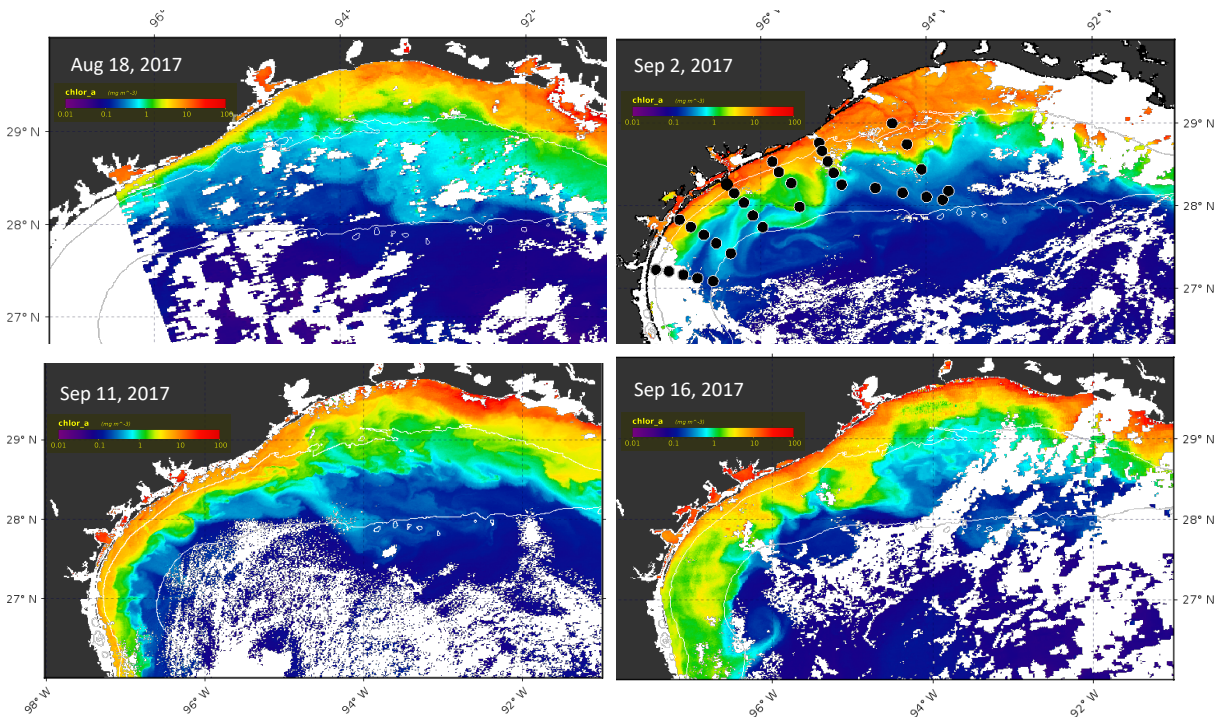 96° W
94° W
92° W
Aug 18, 2017
chlor_a (mg m^-3)
0.01 0.1 1 10 100
29° N
28° N
27° N
96° W
94° W
92° W
Sep 2, 2017
chlor_a (mg m^-3)
0.01 0.1 1 10 100
29° N
28° N
27° N
Sep 11, 2017
chlor_a (mg m^-3)
0.01 0.1 1 10 100
29° N
28° N
27° N
98° W
96° W
94° W
92° W
Sep 16, 2017
chlor_a (mg m^-3)
0.01 0.1 1 10 100
29° N
28° N
27° N
96° W
94° W
92° W